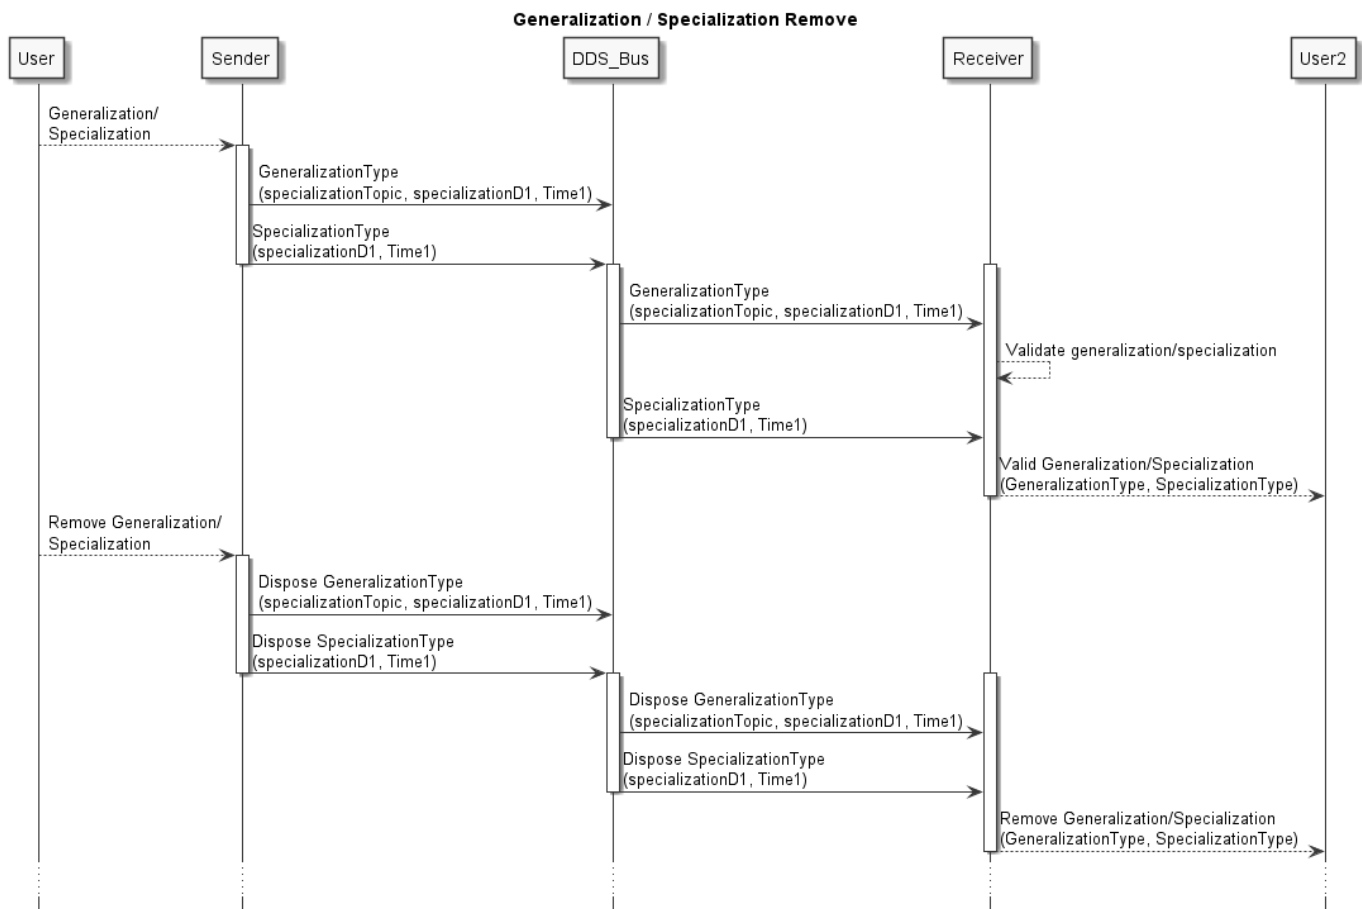 Generalization / Specialization Remove
User
Sender
DDS_Bus
Receiver
User2
Generalization/
Specialization
GeneralizationType
(specializationTopic, specializationD1, Time1)
SpecializationType
(specializationD1, Time1)
GeneralizationType
(specializationTopic, specializationD1, Time1)
Validate generalization/specialization
SpecializationType
(specializationD1, Time1)
Valid Generalization/Specialization
(GeneralizationType, SpecializationType)
Remove Generalization/
Specialization
Dispose GeneralizationType
(specializationTopic, specializationD1, Time1)
Dispose SpecializationType
(specializationD1, Time1)
Dispose GeneralizationType
(specializationTopic, specializationD1, Time1)
Dispose SpecializationType
(specializationD1, Time1)
Remove Generalization/Specialization
(GeneralizationType, SpecializationType)